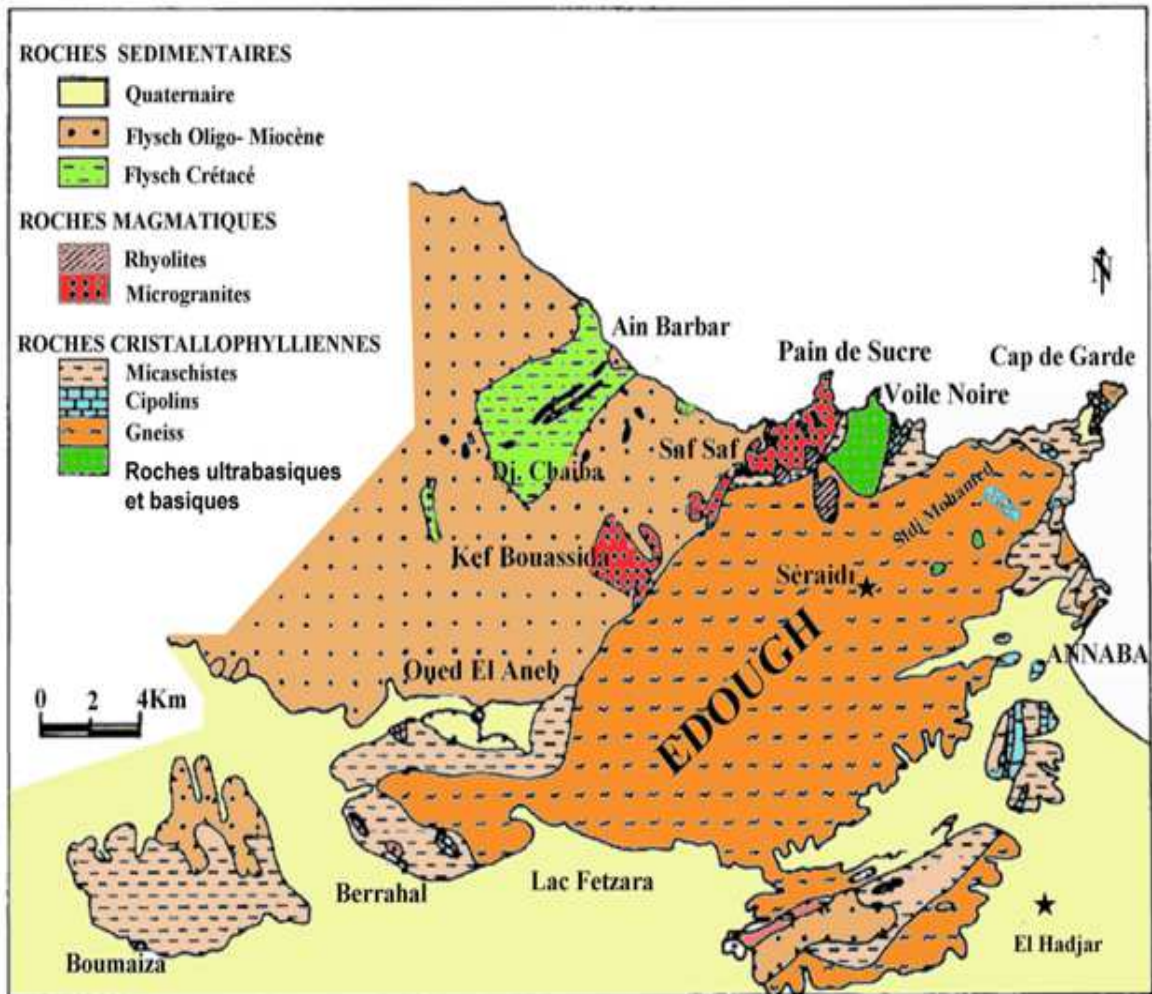 ROCHES SEDIMENTAIRES
Quaternaire
Flysch Oligo- Miocène
Flysch Crétacé
ROCHES MAGMATIQUES
Rhyolites
Microgranites
ROCHES CRISTALLOPHYLLIENNES
Micaschistes
Cipolins
Gneiss
Roches ultrabasiques
et basiques
N
Ain Barbar
Pain de Sucre
Cap de Garde
Voile Noire
Saf Saf
Dj. Chaiba
Kef Bouassida
Séraidi
EDOUGH
ANNABA
Oued El Aneb
0 2 4Km
Berrahal
Lac Fetzara
Boumaiza
El Hadjar